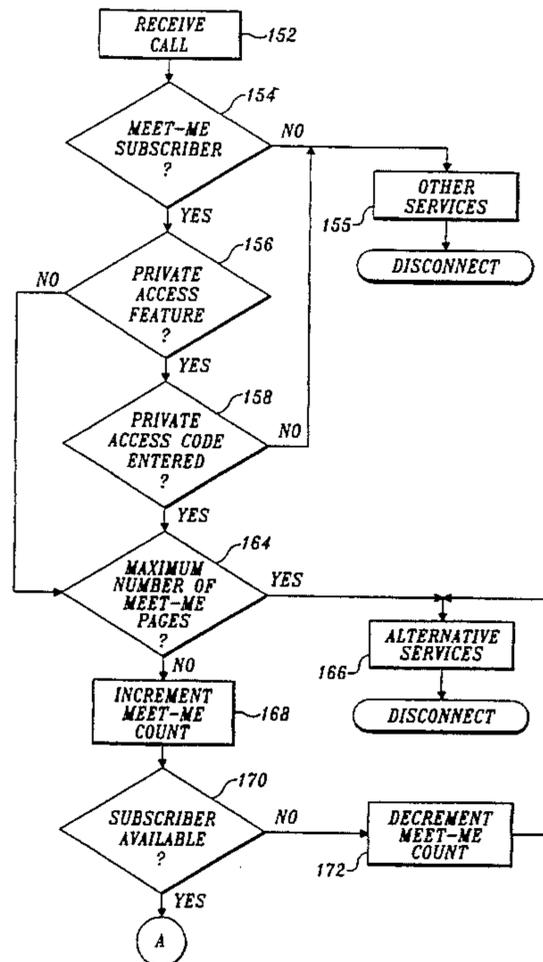 RECEIVE
CALL
152
154
MEET-ME
SUBSCRIBER
?
NO
YES
OTHER
SERVICES
155
DISCONNECT
156
NO
PRIVATE
ACCESS
FEATURE
?
YES
158
PRIVATE
ACCESS CODE
ENTERED
?
NO
YES
164
MAXIMUM
NUMBER OF
MEET-ME
PAGES
?
YES
NO
ALTERNATIVE
SERVICES
166
DISCONNECT
INCREMENT
MEET-ME
COUNT
168
170
SUBSCRIBER
AVAILABLE
?
NO
DECREMENT
MEET-ME
COUNT
172
YES
A